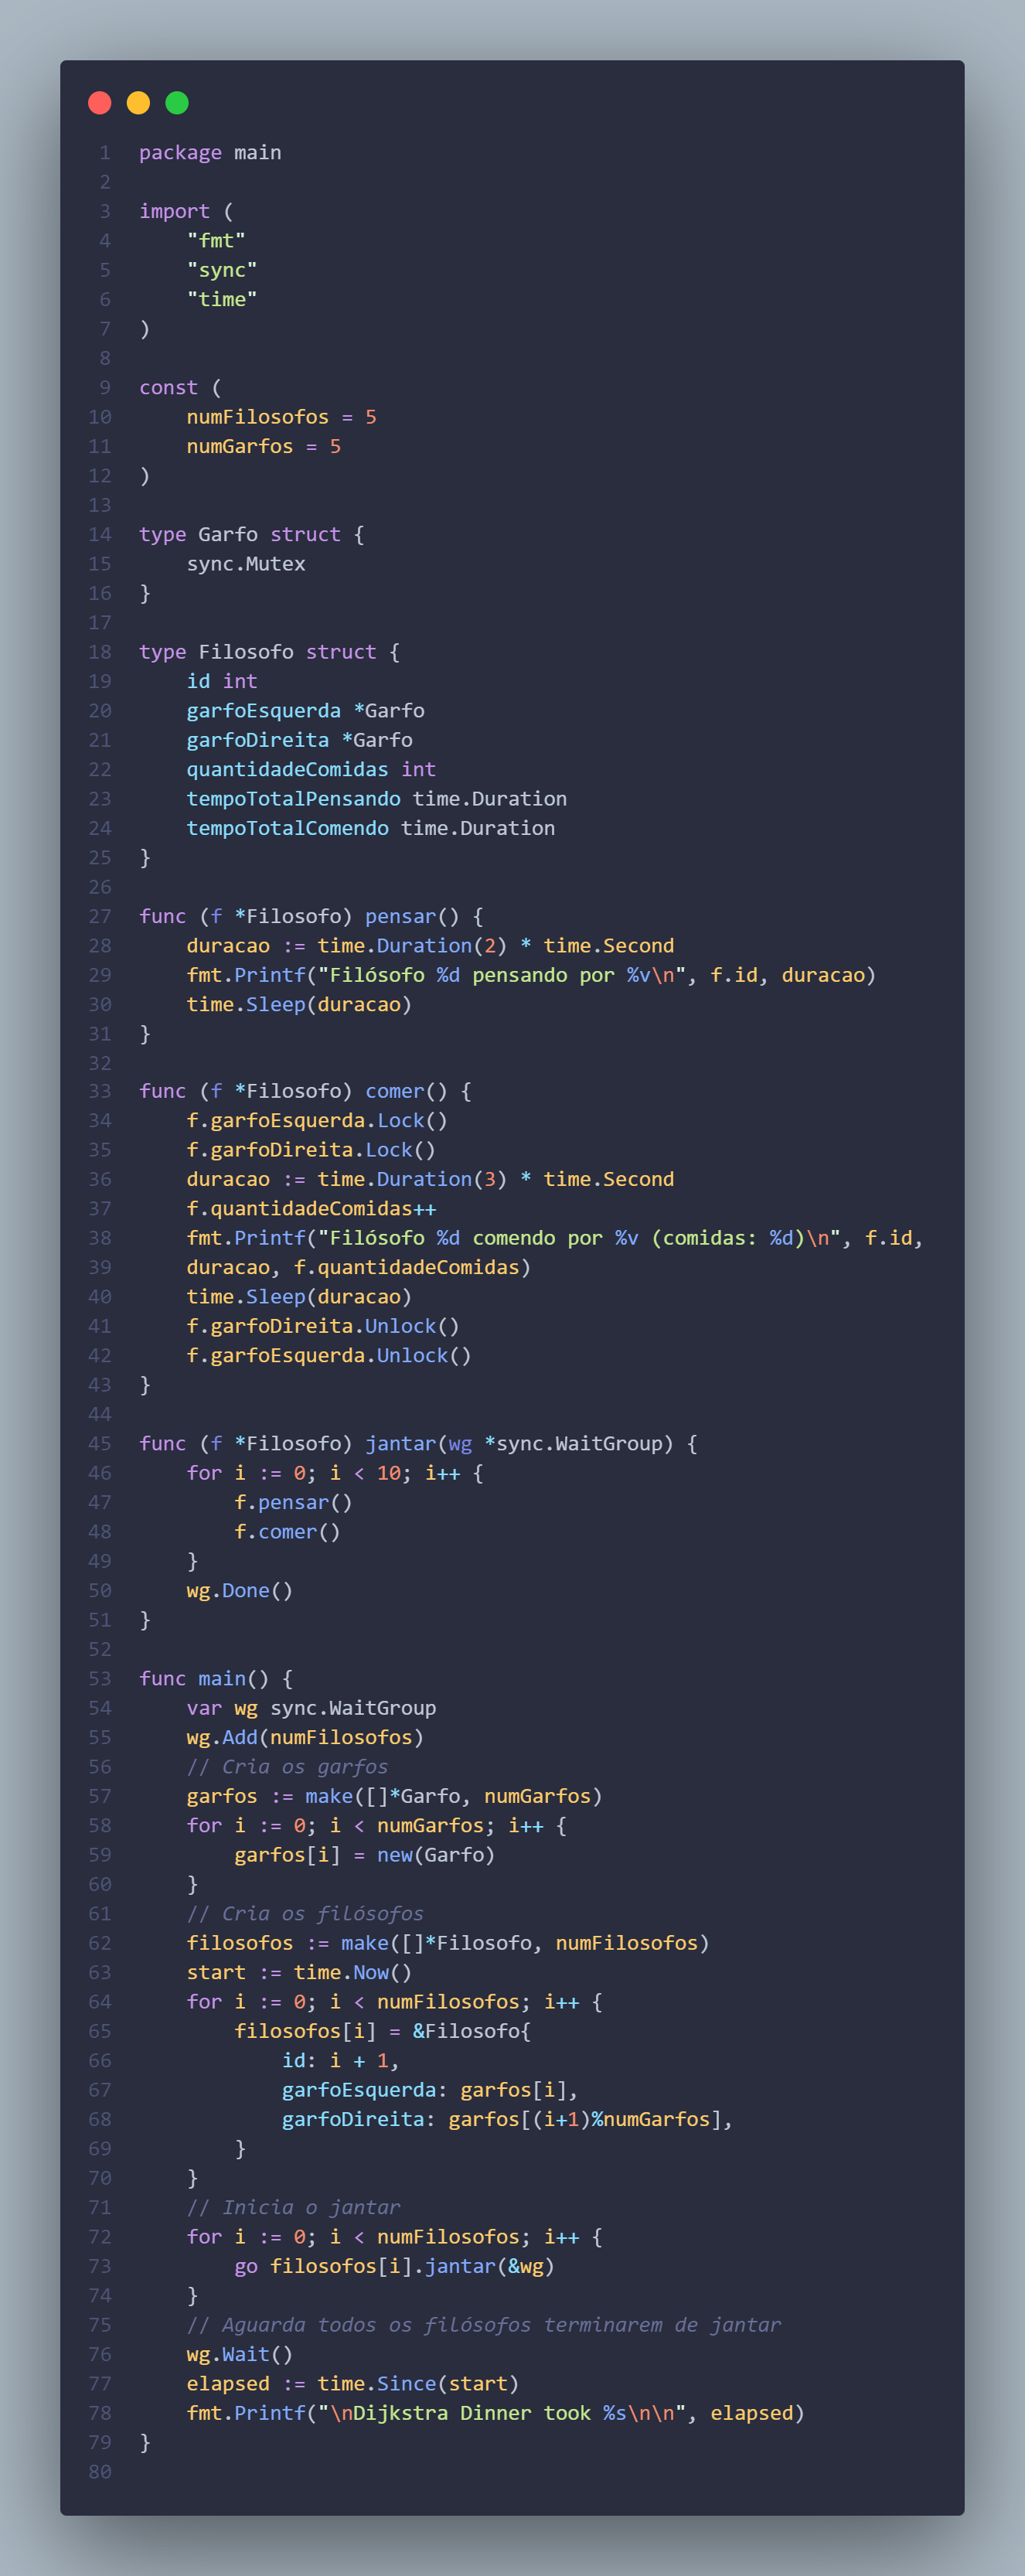 1 package main
2
3 import (
4     "fmt"
5     "sync"
6     "time"
7 )
8
9 const (
10     numFilosofos = 5
11     numGarfos = 5
12 )
13
14 type Garfo struct {
15     sync.Mutex
16 }
17
18 type Filosofo struct {
19     id int
20     garfoEsquerda *Garfo
21     garfoDireita *Garfo
22     quantidadeComidas int
23     tempoTotalPensando time.Duration
24     tempoTotalComendo time.Duration
25 }
26
27 func (f *Filosofo) pensar() {
28     duracao := time.Duration(2) * time.Second
29     fmt.Printf("Filósofo %d pensando por %v\n", f.id, duracao)
30     time.Sleep(duracao)
31 }
32
33 func (f *Filosofo) comer() {
34     f.garfoEsquerda.Lock()
35     f.garfoDireita.Lock()
36     duracao := time.Duration(3) * time.Second
37     f.quantidadeComidas++
38     fmt.Printf("Filósofo %d comendo por %v (comidas: %d)\n", f.id,
39     duracao, f.quantidadeComidas)
40     time.Sleep(duracao)
41     f.garfoDireita.Unlock()
42     f.garfoEsquerda.Unlock()
43 }
44
45 func (f *Filosofo) jantar(wg *sync.WaitGroup) {
46     for i := 0; i < 10; i++ {
47         f.pensar()
48         f.comer()
49     }
50     wg.Done()
51 }
52
53 func main() {
54     var wg sync.WaitGroup
55     wg.Add(numFilosofos)
56     // Cria os garfos
57     garfos := make([]*Garfo, numGarfos)
58     for i := 0; i < numGarfos; i++ {
59         garfos[i] = new(Garfo)
60     }
61     // Cria os filósofos
62     filosofos := make([]*Filosofo, numFilosofos)
63     start := time.Now()
64     for i := 0; i < numFilosofos; i++ {
65         filosofos[i] = &Filosofo{
66             id: i + 1,
67             garfoEsquerda: garfos[i],
68             garfoDireita: garfos[(i+1)%numGarfos],
69         }
70     }
71     // Inicia o jantar
72     for i := 0; i < numFilosofos; i++ {
73         go filosofos[i].jantar(&wg)
74     }
75     // Aguarda todos os filósofos terminarem de jantar
76     wg.Wait()
77     elapsed := time.Since(start)
78     fmt.Printf("\nDijkstra Dinner took %s\n\n", elapsed)
79 }
80